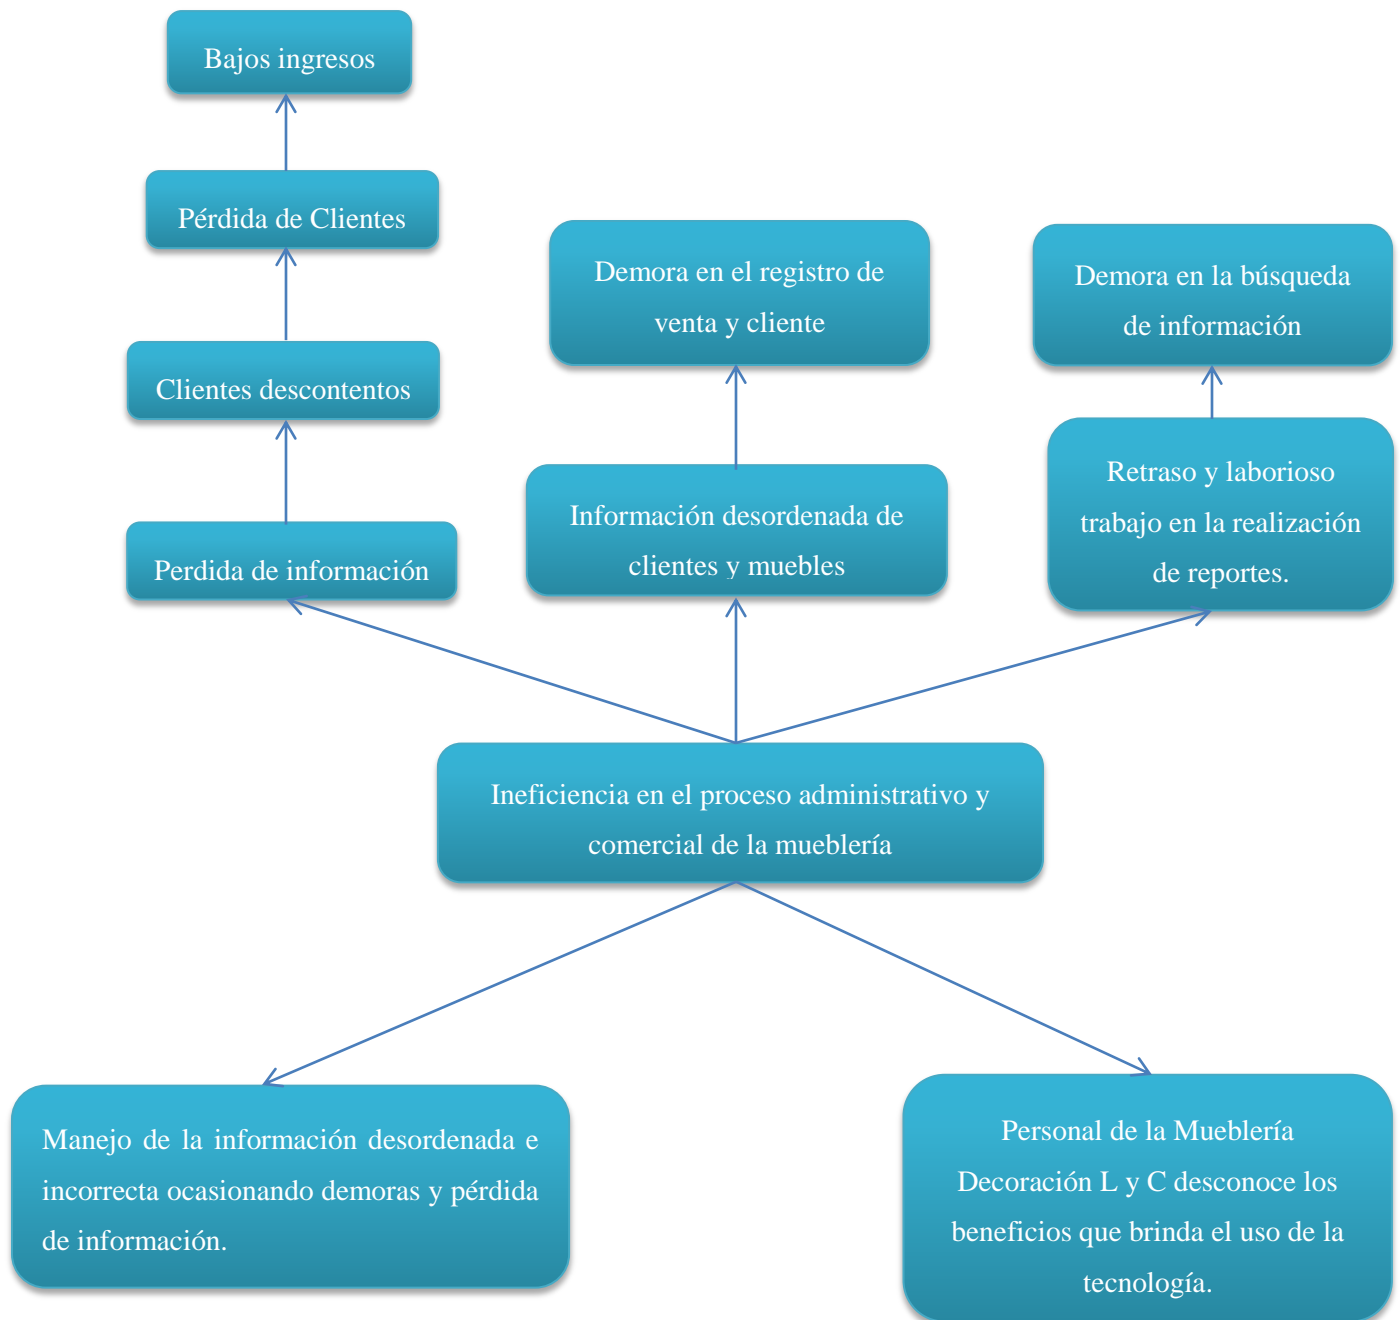 Bajos ingresos
Pérdida de Clientes
Demora en el registro de
venta y cliente
Demora en la búsqueda
de información
Clientes descontentos
Retraso y laborioso
trabajo en la realización
de reportes.
Información desordenada de
clientes y muebles
Perdida de información
Ineficiencia en el proceso administrativo y
comercial de la mueblería
Manejo de la información desordenada e
incorrecta ocasionando demoras y pérdida
de información.
Personal de la Mueblería
Decoración L y C desconoce los
beneficios que brinda el uso de la
tecnología.